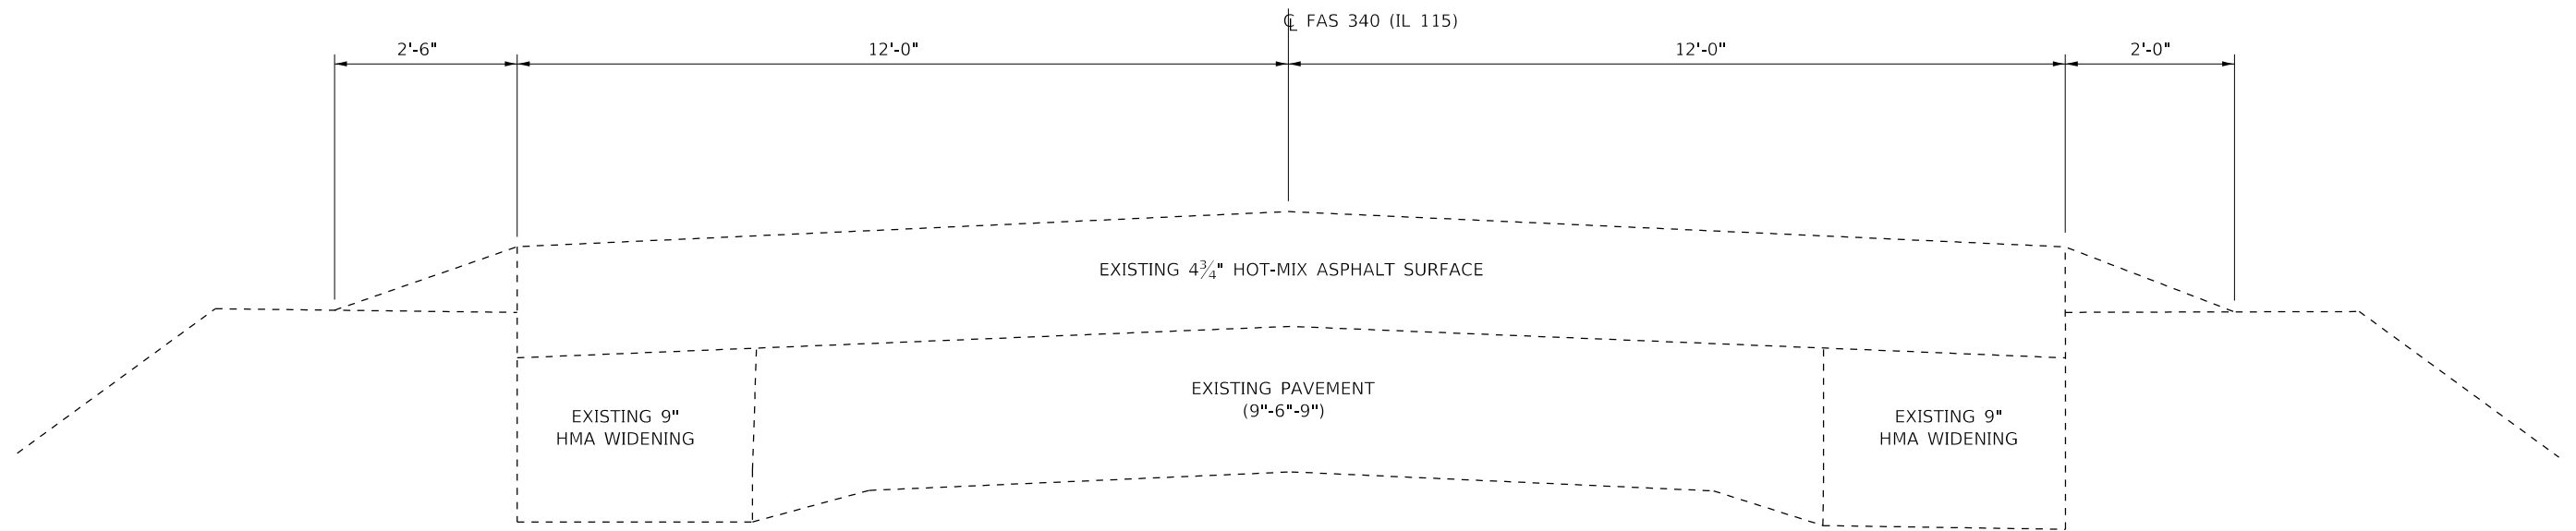 ℄ FAS 340 (IL 115)
2'-6" 12'-0" 12'-0" 2'-0"
EXISTING 4¾" HOT-MIX ASPHALT SURFACE
EXISTING PAVEMENT
(9"-6"-9")
EXISTING 9"
HMA WIDENING
EXISTING 9"
HMA WIDENING